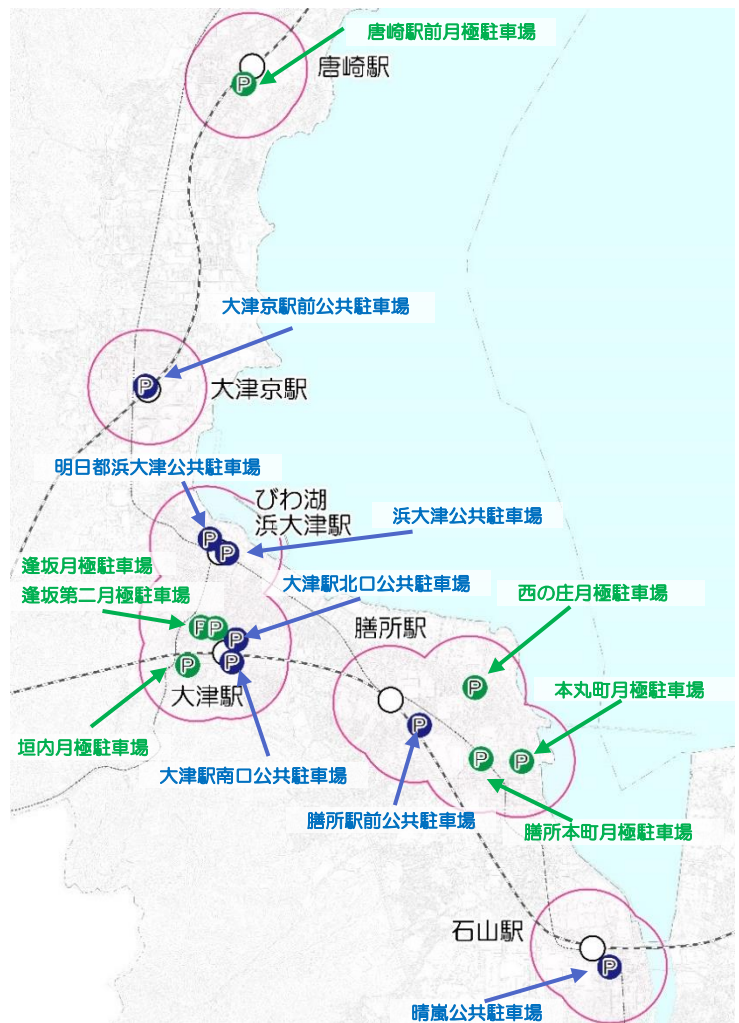 唐崎駅前月極駐車場
唐崎駅
P
大津京駅前公共駐車場
P
大津京駅
明日都浜大津公共駐車場
びわ湖
浜大津駅
P
P
浜大津公共駐車場
逢坂月極駐車場
逢坂第二月極駐車場
大津駅北口公共駐車場
西の庄月極駐車場
P
P
P
膳所駅
P
P
P
大津駅
本丸町月極駐車場
垣内月極駐車場
P
大津駅南口公共駐車場
P
P
膳所駅前公共駐車場
膳所本町月極駐車場
石山駅
P
晴嵐公共駐車場